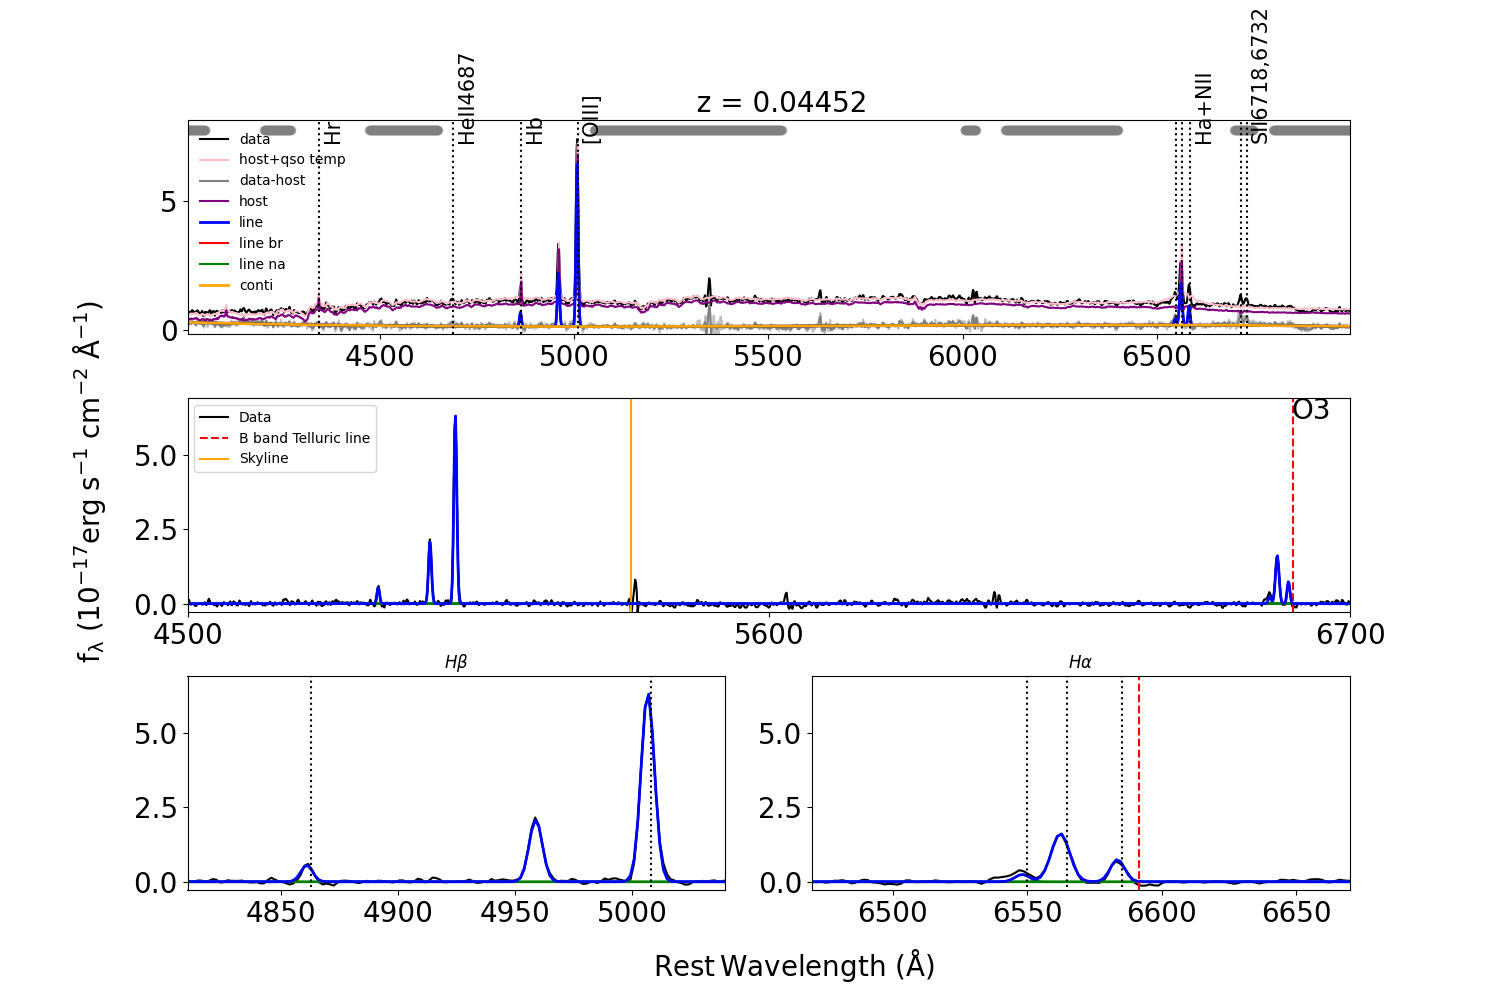 z = 0.04452
Hr
HeII4687
Hb
[OIII]
Ha+NII
SII6718,6732
data
host+qso temp
data-host
host
line
line br
line na
conti
5
0
4500
5000
5500
6000
6500
O3
Data
B band Telluric line
Skyline
5.0
2.5
0.0
4500
5600
6700
f_λ (10⁻¹⁷erg s⁻¹ cm⁻² Å⁻¹)
Hβ
5.0
2.5
0.0
4850
4900
4950
5000
Hα
5.0
2.5
0.0
6500
6550
6600
6650
Rest Wavelength (Å)